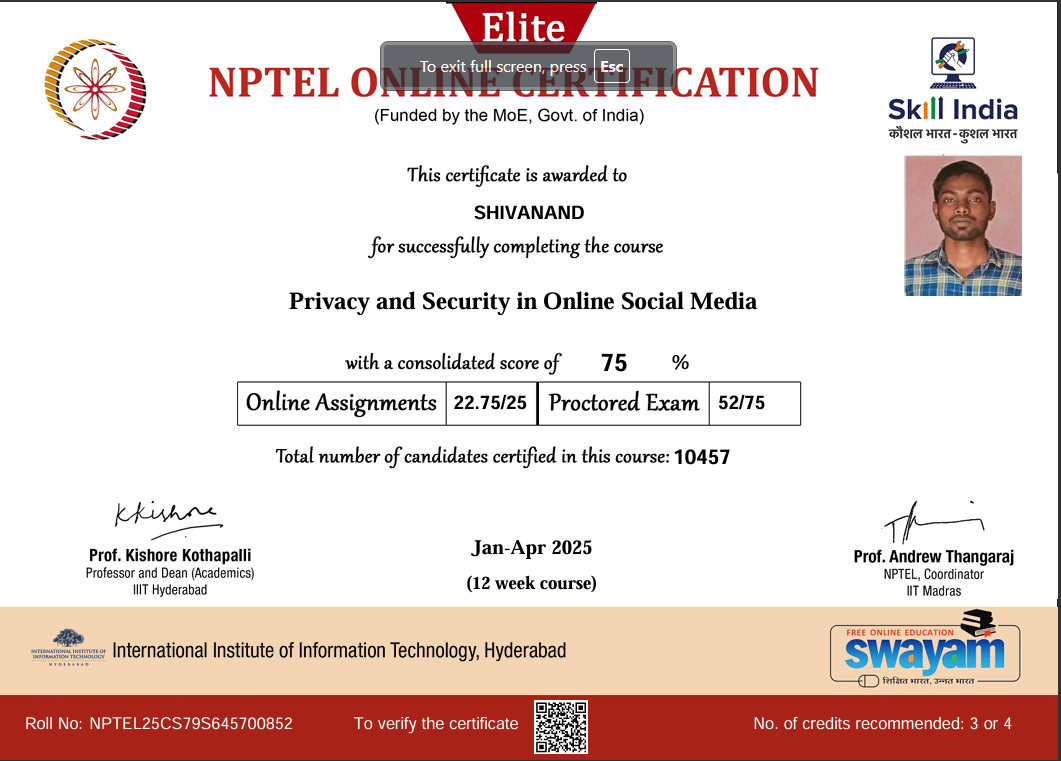 Elite
To exit full screen, press Esc
NPTEL ONLINE CERTIFICATION
(Funded by the MoE, Govt. of India)
Skill India
कौशल भारत - कुशल भारत
This certificate is awarded to
SHIVANAND
for successfully completing the course
Privacy and Security in Online Social Media
with a consolidated score of 75 %
Online Assignments 22.75/25 Proctored Exam 52/75
Total number of candidates certified in this course: 10457
KKishore
Prof. Kishore Kothapalli
Professor and Dean (Academics)
IIIT Hyderabad
Jan-Apr 2025
(12 week course)
Prof. Andrew Thangaraj
NPTEL, Coordinator
IIT Madras
INTERNATIONAL INSTITUTE OF
INFORMATION TECHNOLOGY
HYDERABAD
International Institute of Information Technology, Hyderabad
FREE ONLINE EDUCATION
swayam
शिक्षित भारत, उन्नत भारत
Roll No: NPTEL25CS79S645700852
To verify the certificate
No. of credits recommended: 3 or 4